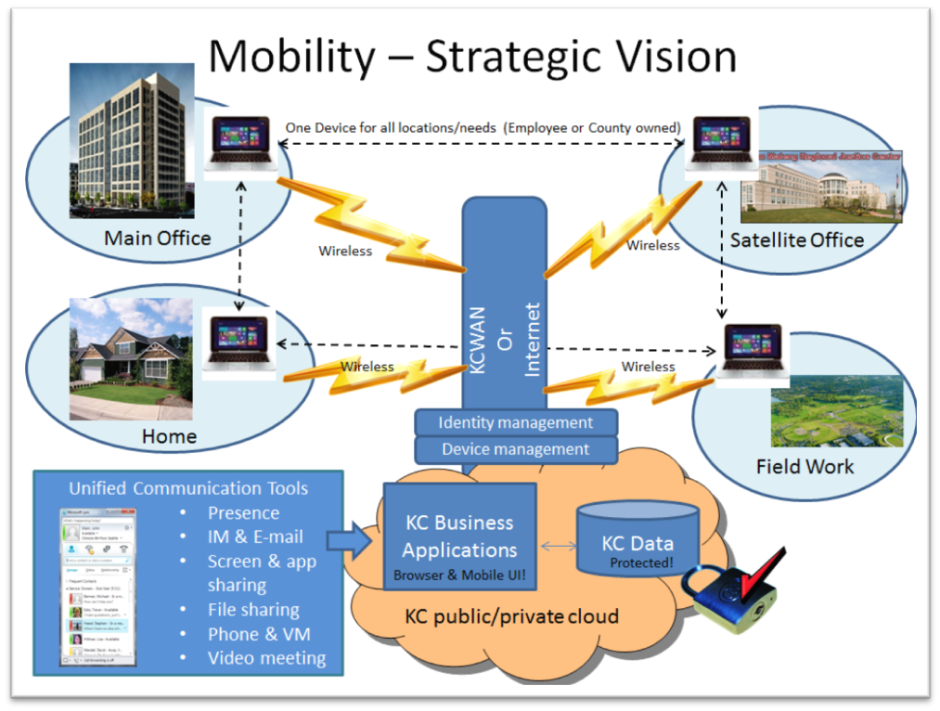 Mobility – Strategic Vision
One Device for all locations/needs (Employee or County owned)
Regional Justice Center
Main Office
Wireless
Wireless
Satellite Office
KCWAN
Or
Internet
Wireless
Wireless
Home
Field Work
Identity management
Device management
Unified Communication Tools
• Presence
• IM & E-mail
• Screen & app
sharing
• File sharing
• Phone & VM
• Video meeting
KC Business
Applications
Browser & Mobile UI!
KC Data
Protected!
KC public/private cloud